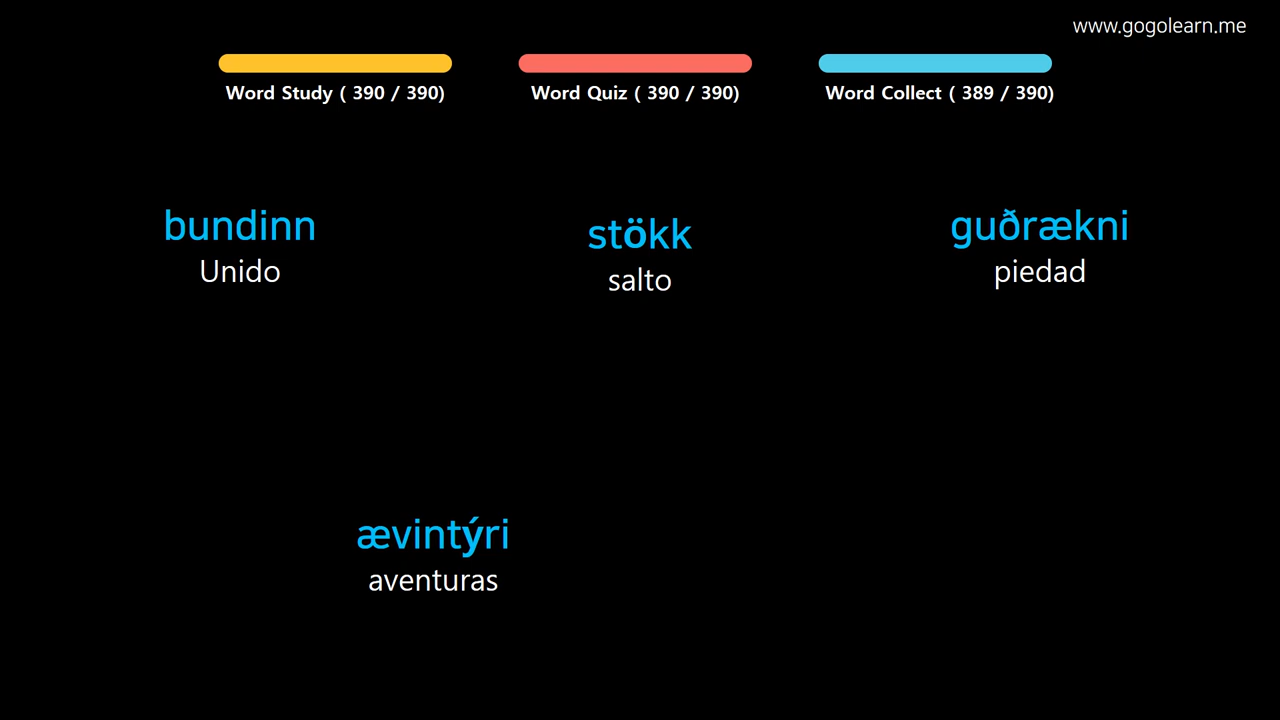 www.gogolearn.me
Word Study ( 390 / 390)
Word Quiz ( 390 / 390)
Word Collect ( 389 / 390)
bundinn
Unido
stökk
salto
guðrækni
piedad
ævintýri
aventuras